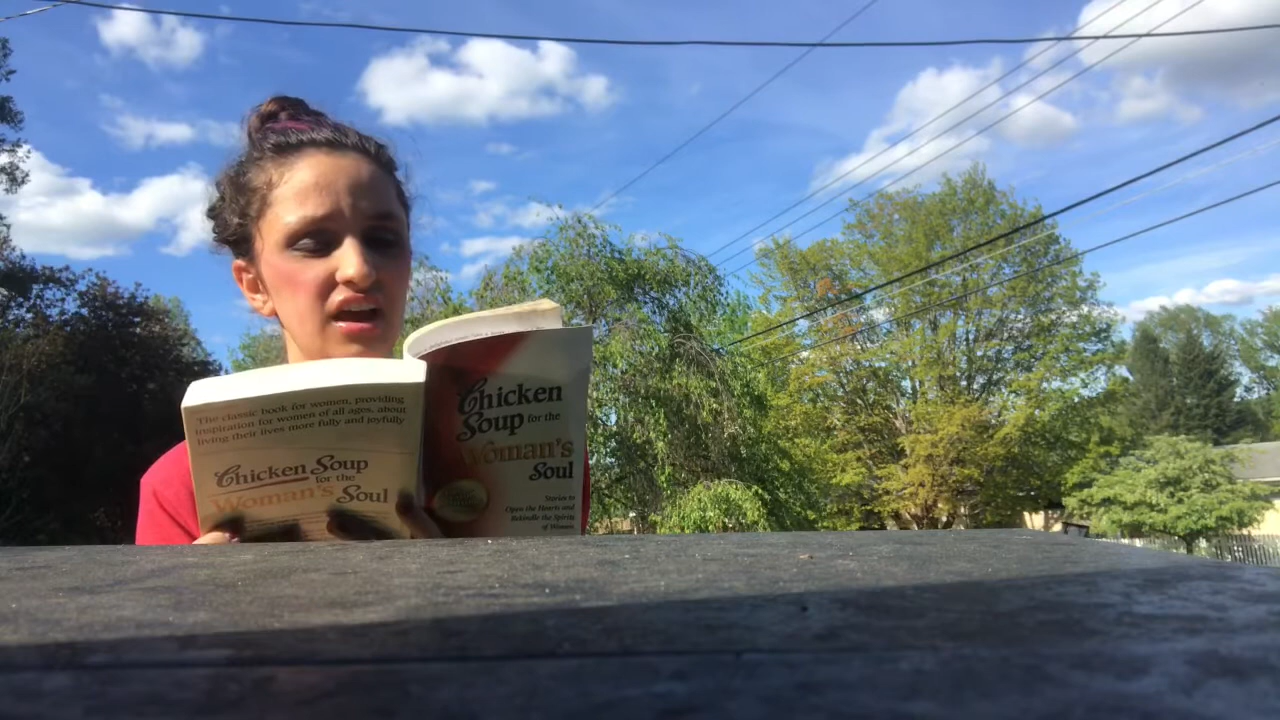 The classic book for women, providing
inspiration for women of all ages, about
living their lives more fully and joyfully
Chicken Soup
for the
Woman's Soul
Chicken
Soup for the
Woman's
Soul
Stories to
Open the Hearts and
Rekindle the Spirits
of Women